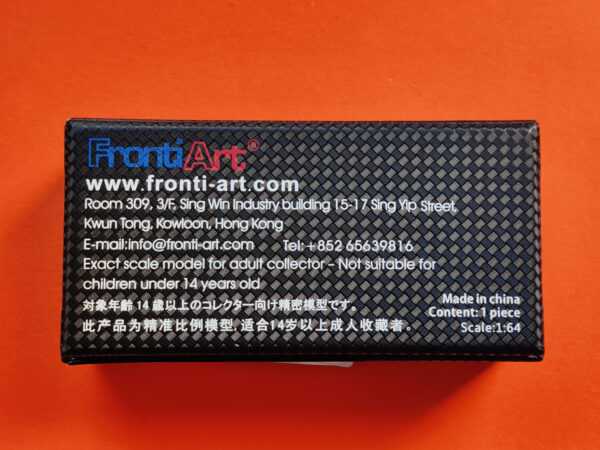 FrontiArt®
www.fronti-art.com
Room 309, 3/F, Sing Win Industry building 15-17 Sing Yip Street,
Kwun Tong, Kowloon, Hong Kong
E-mail:info@fronti-art.com Tel:+852 65639816
Exact scale model for adult collector – Not suitable for
children under 14 years old
対象年齢 14 歳以上のコレクター向け精密模型です。
此产品为精准比例模型,适合14岁以上成人收藏者。
Made in china
Content: 1 piece
Scale:1:64